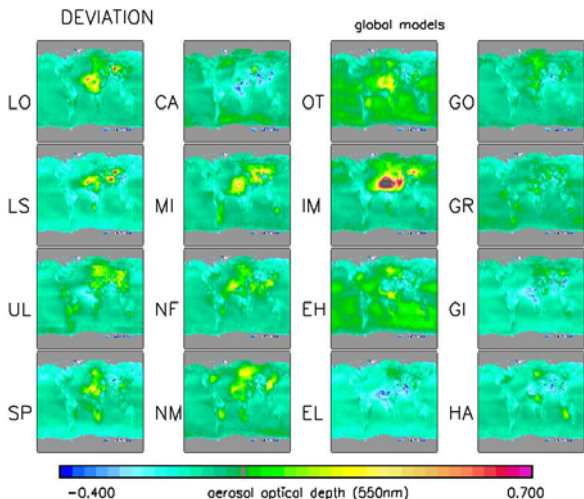 DEVIATION
global models
LO CA OT GO
LS MI IM GR
UL NF EH GI
SP NM EL HA
-0.400 aerosol optical depth (550nm) 0.700